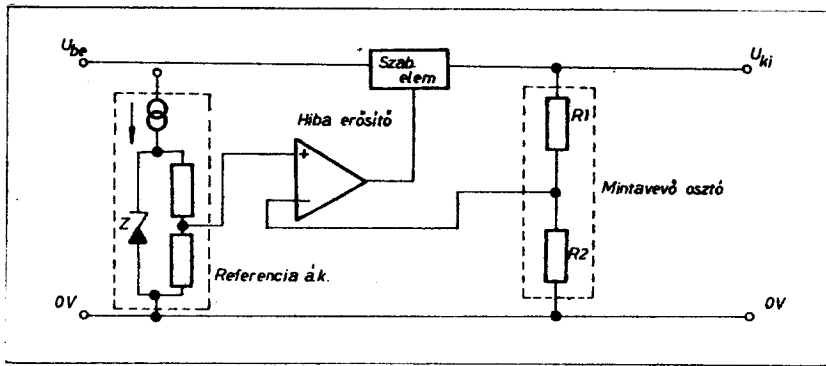 Ube
Szab.
elem
Uki
Hiba erősítő
R1
+
Mintavevő osztó
Z
−
R2
Referencia á.k.
0V
0V